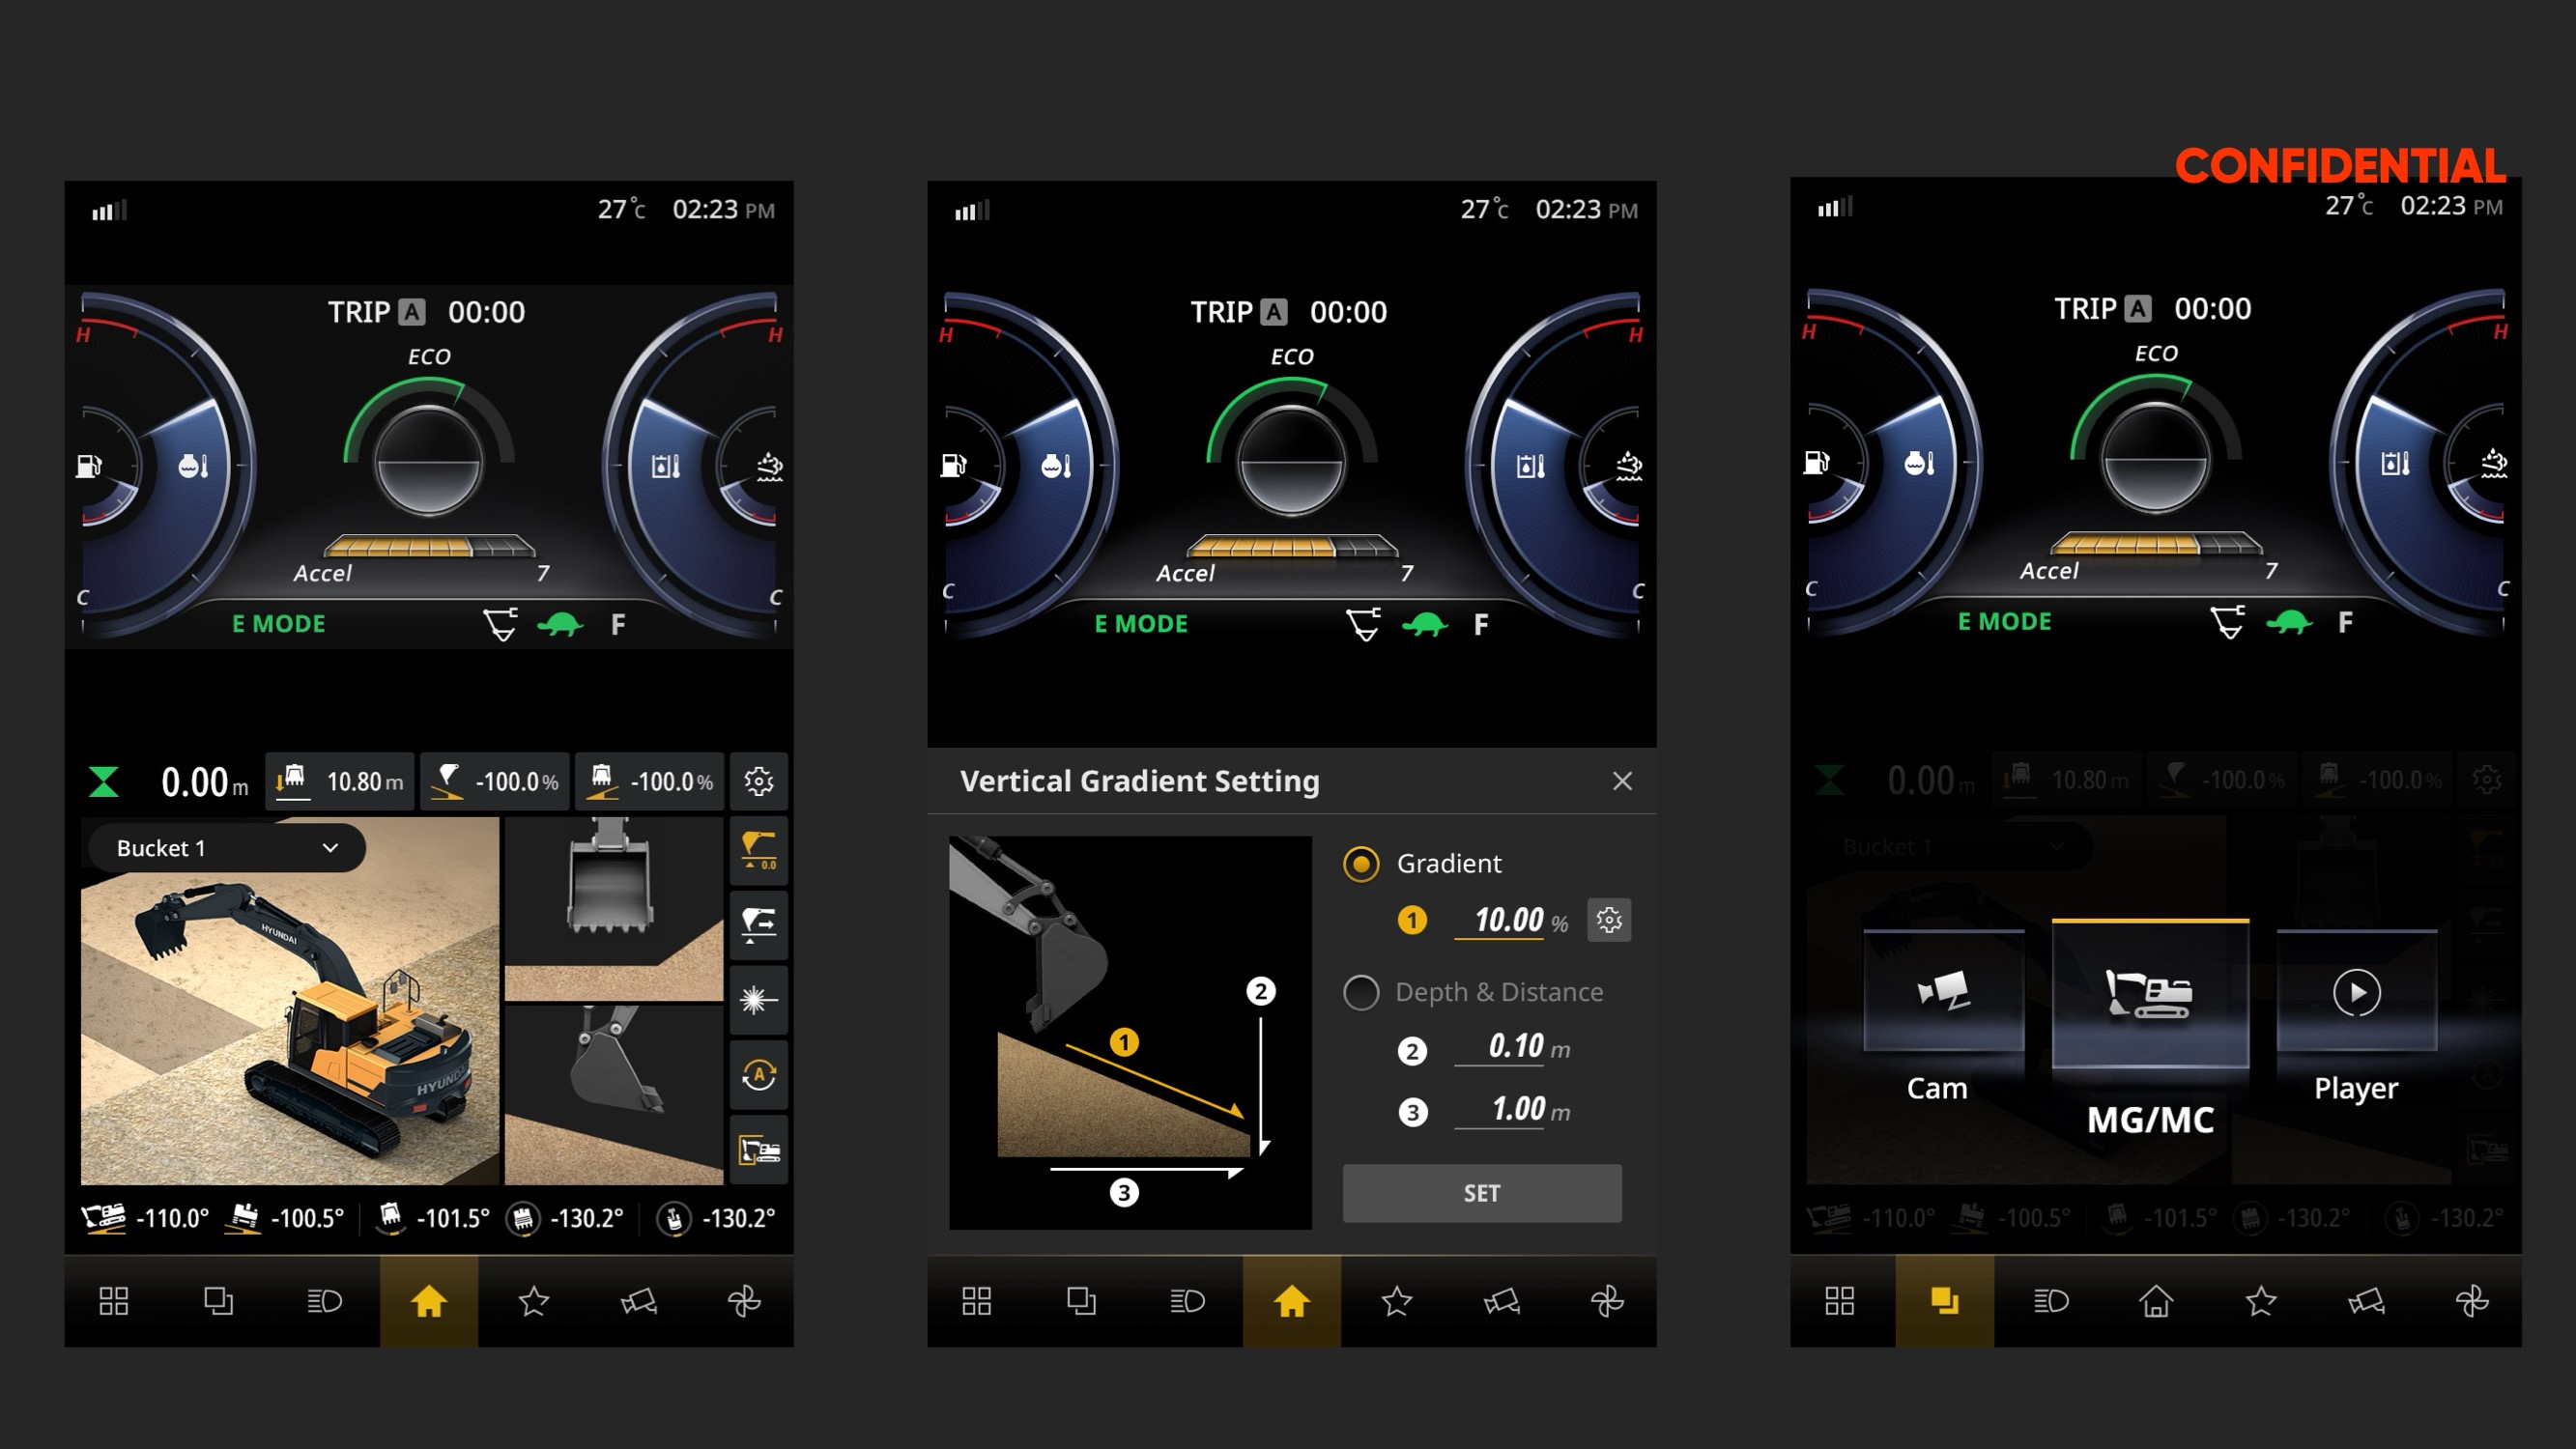 CONFIDENTIAL
27°C 02:23 PM
TRIP A 00:00
H
H
ECO
Accel 7
C
C
E MODE F
0.00 m 10.80 m -100.0 % -100.0 %
Bucket 1
0.0
HYUNDAI
A
HYUNDAI
-110.0° -100.5° -101.5° -130.2° -130.2°
27°C 02:23 PM
TRIP A 00:00
H
H
ECO
Accel 7
C
C
E MODE F
Vertical Gradient Setting
Gradient
1 10.00 %
Depth & Distance
2 0.10 m
3 1.00 m
SET
2
1
3
27°C 02:23 PM
TRIP A 00:00
H
H
ECO
Accel 7
C
C
E MODE F
0.00 m 10.80 m -100.0 % -100.0 %
Bucket 1
Cam
MG/MC
Player
-110.0° -100.5° -101.5° -130.2° -130.2°